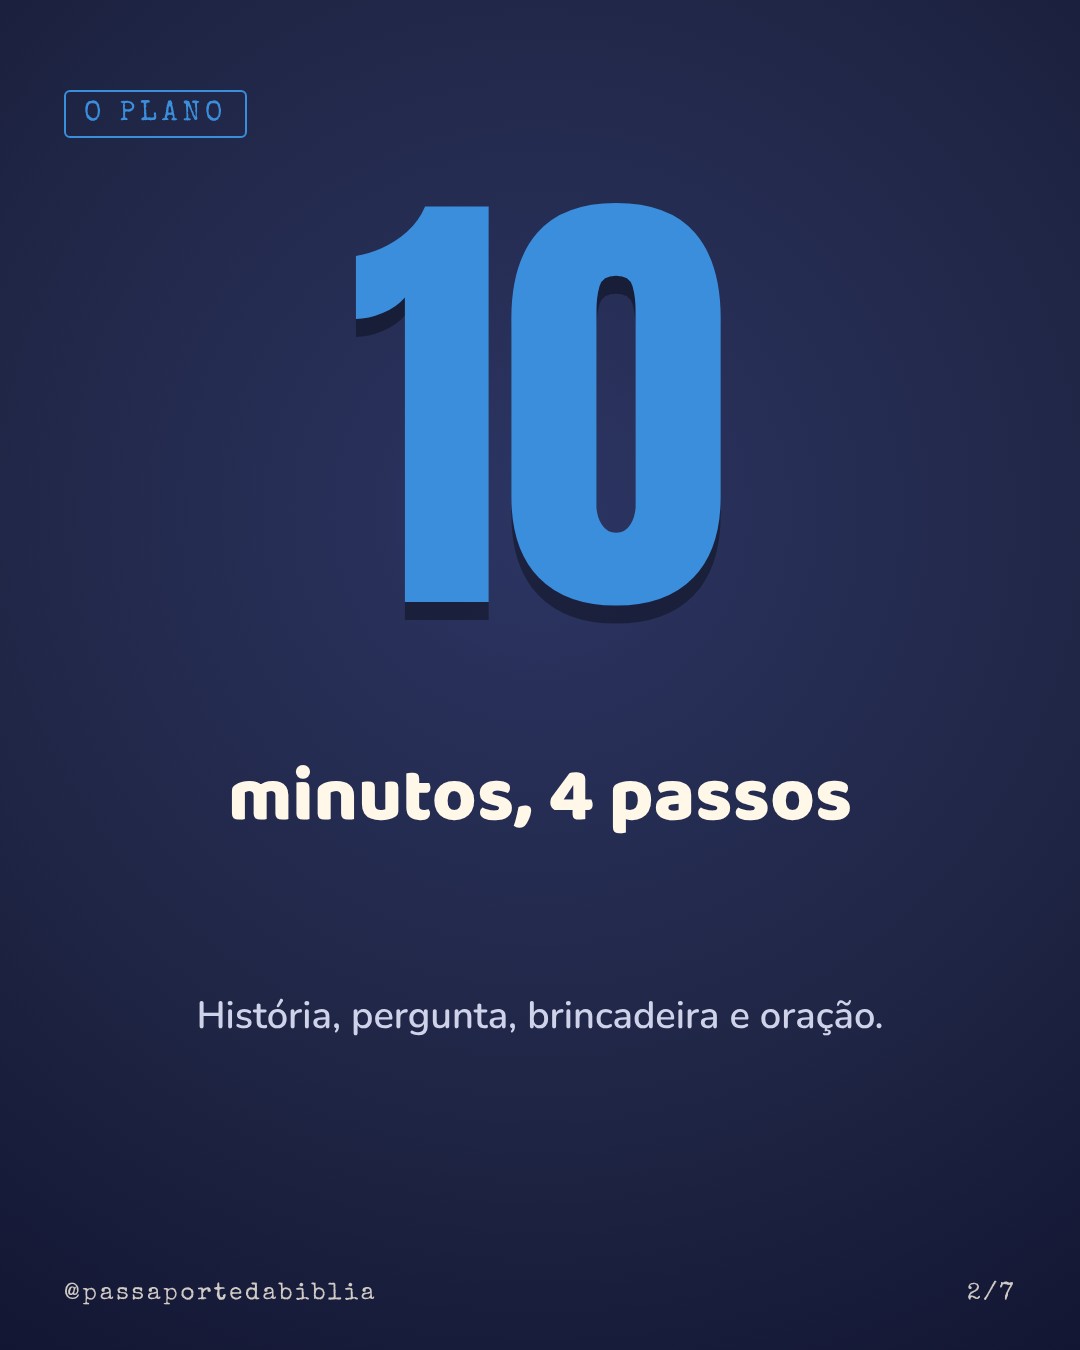 O PLANO
10
minutos, 4 passos
História, pergunta, brincadeira e oração.
@passaportedabiblia
2/7